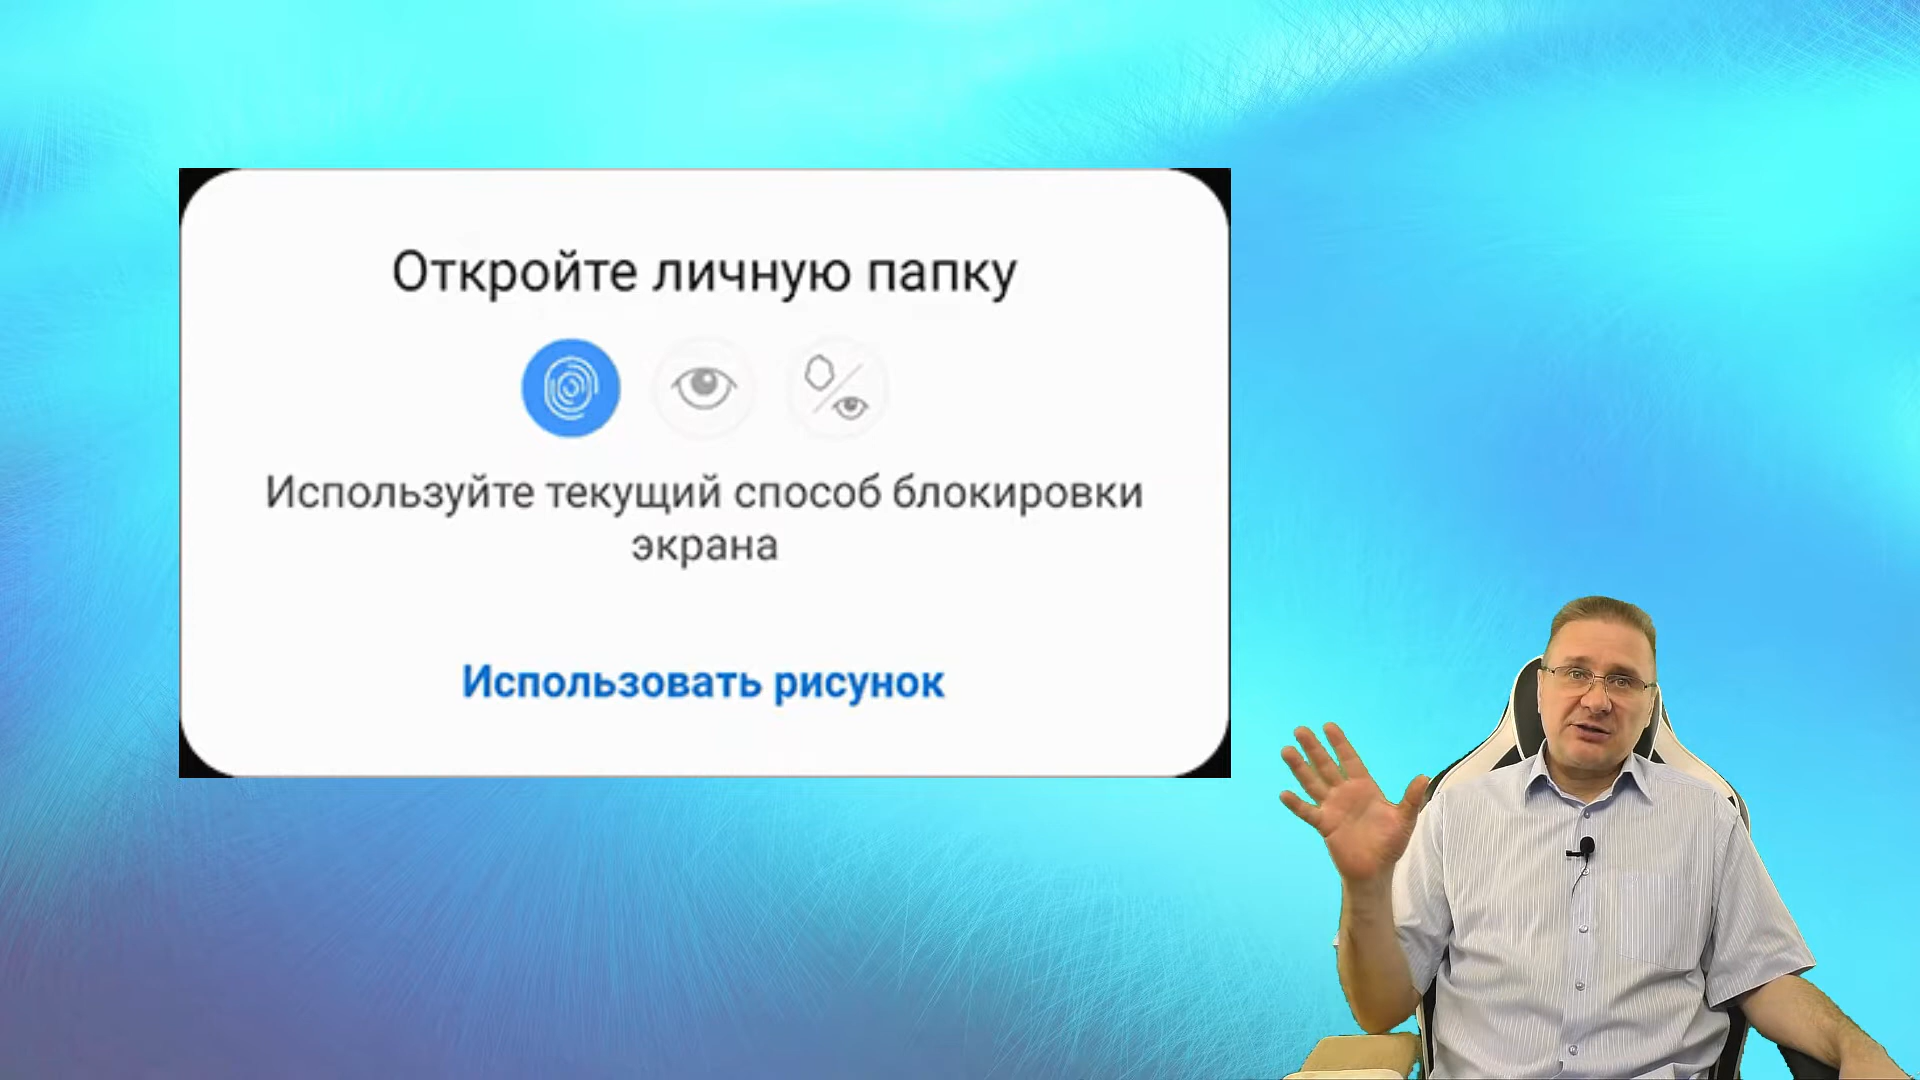 Откройте личную папку
Используйте текущий способ блокировки
экрана
Использовать рисунок